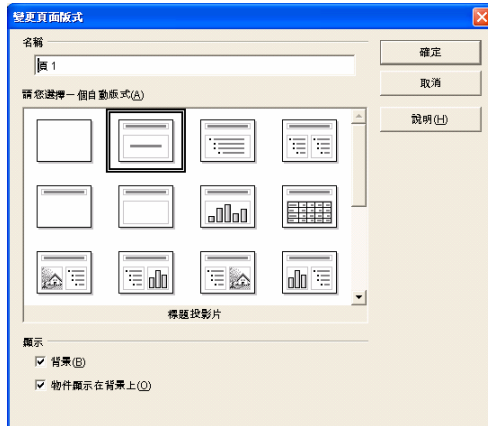 變更頁面版式
名稱
頁 1
請您選擇一個自動版式(A)
標題投影片
顯示
背景(B)
物件顯示在背景上(O)
確定
取消
說明(H)